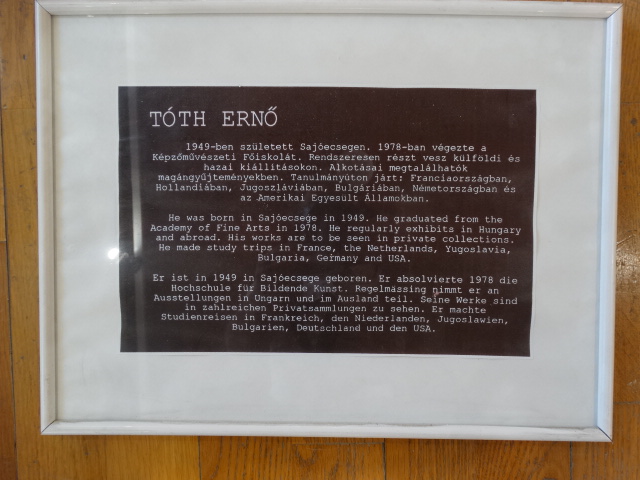 TÓTH ERNŐ
1949-ben született Sajóecsegen. 1978-ban végezte a
Képzőművészeti Főiskolát. Rendszeresen részt vesz külföldi és
hazai kiállításokon. Alkotásai megtalálhatók
magángyűjteményekben. Tanulmányúton járt: Franciaországban,
Hollandiában, Jugoszláviában, Bulgáriában, Németországban és
az Amerikai Egyesült Államokban.
He was born in Sajóecsege in 1949. He graduated from the
Academy of Fine Arts in 1978. He regularly exhibits in Hungary
and abroad. His works are to be seen in private collections.
He made study trips in France, the Netherlands, Yugoslavia,
Bulgaria, Germany and USA.
Er ist in 1949 in Sajóecsege geboren. Er absolvierte 1978 die
Hochschule für Bildende Kunst. Regelmässing nimmt er an
Ausstellungen in Ungarn und im Ausland teil. Seine Werke sind
in zahlreichen Privatsammlungen zu sehen. Er machte
Studienreisen in Frankreich, den Niederlanden, Jugoslawien,
Bulgarien, Deutschland und den USA.